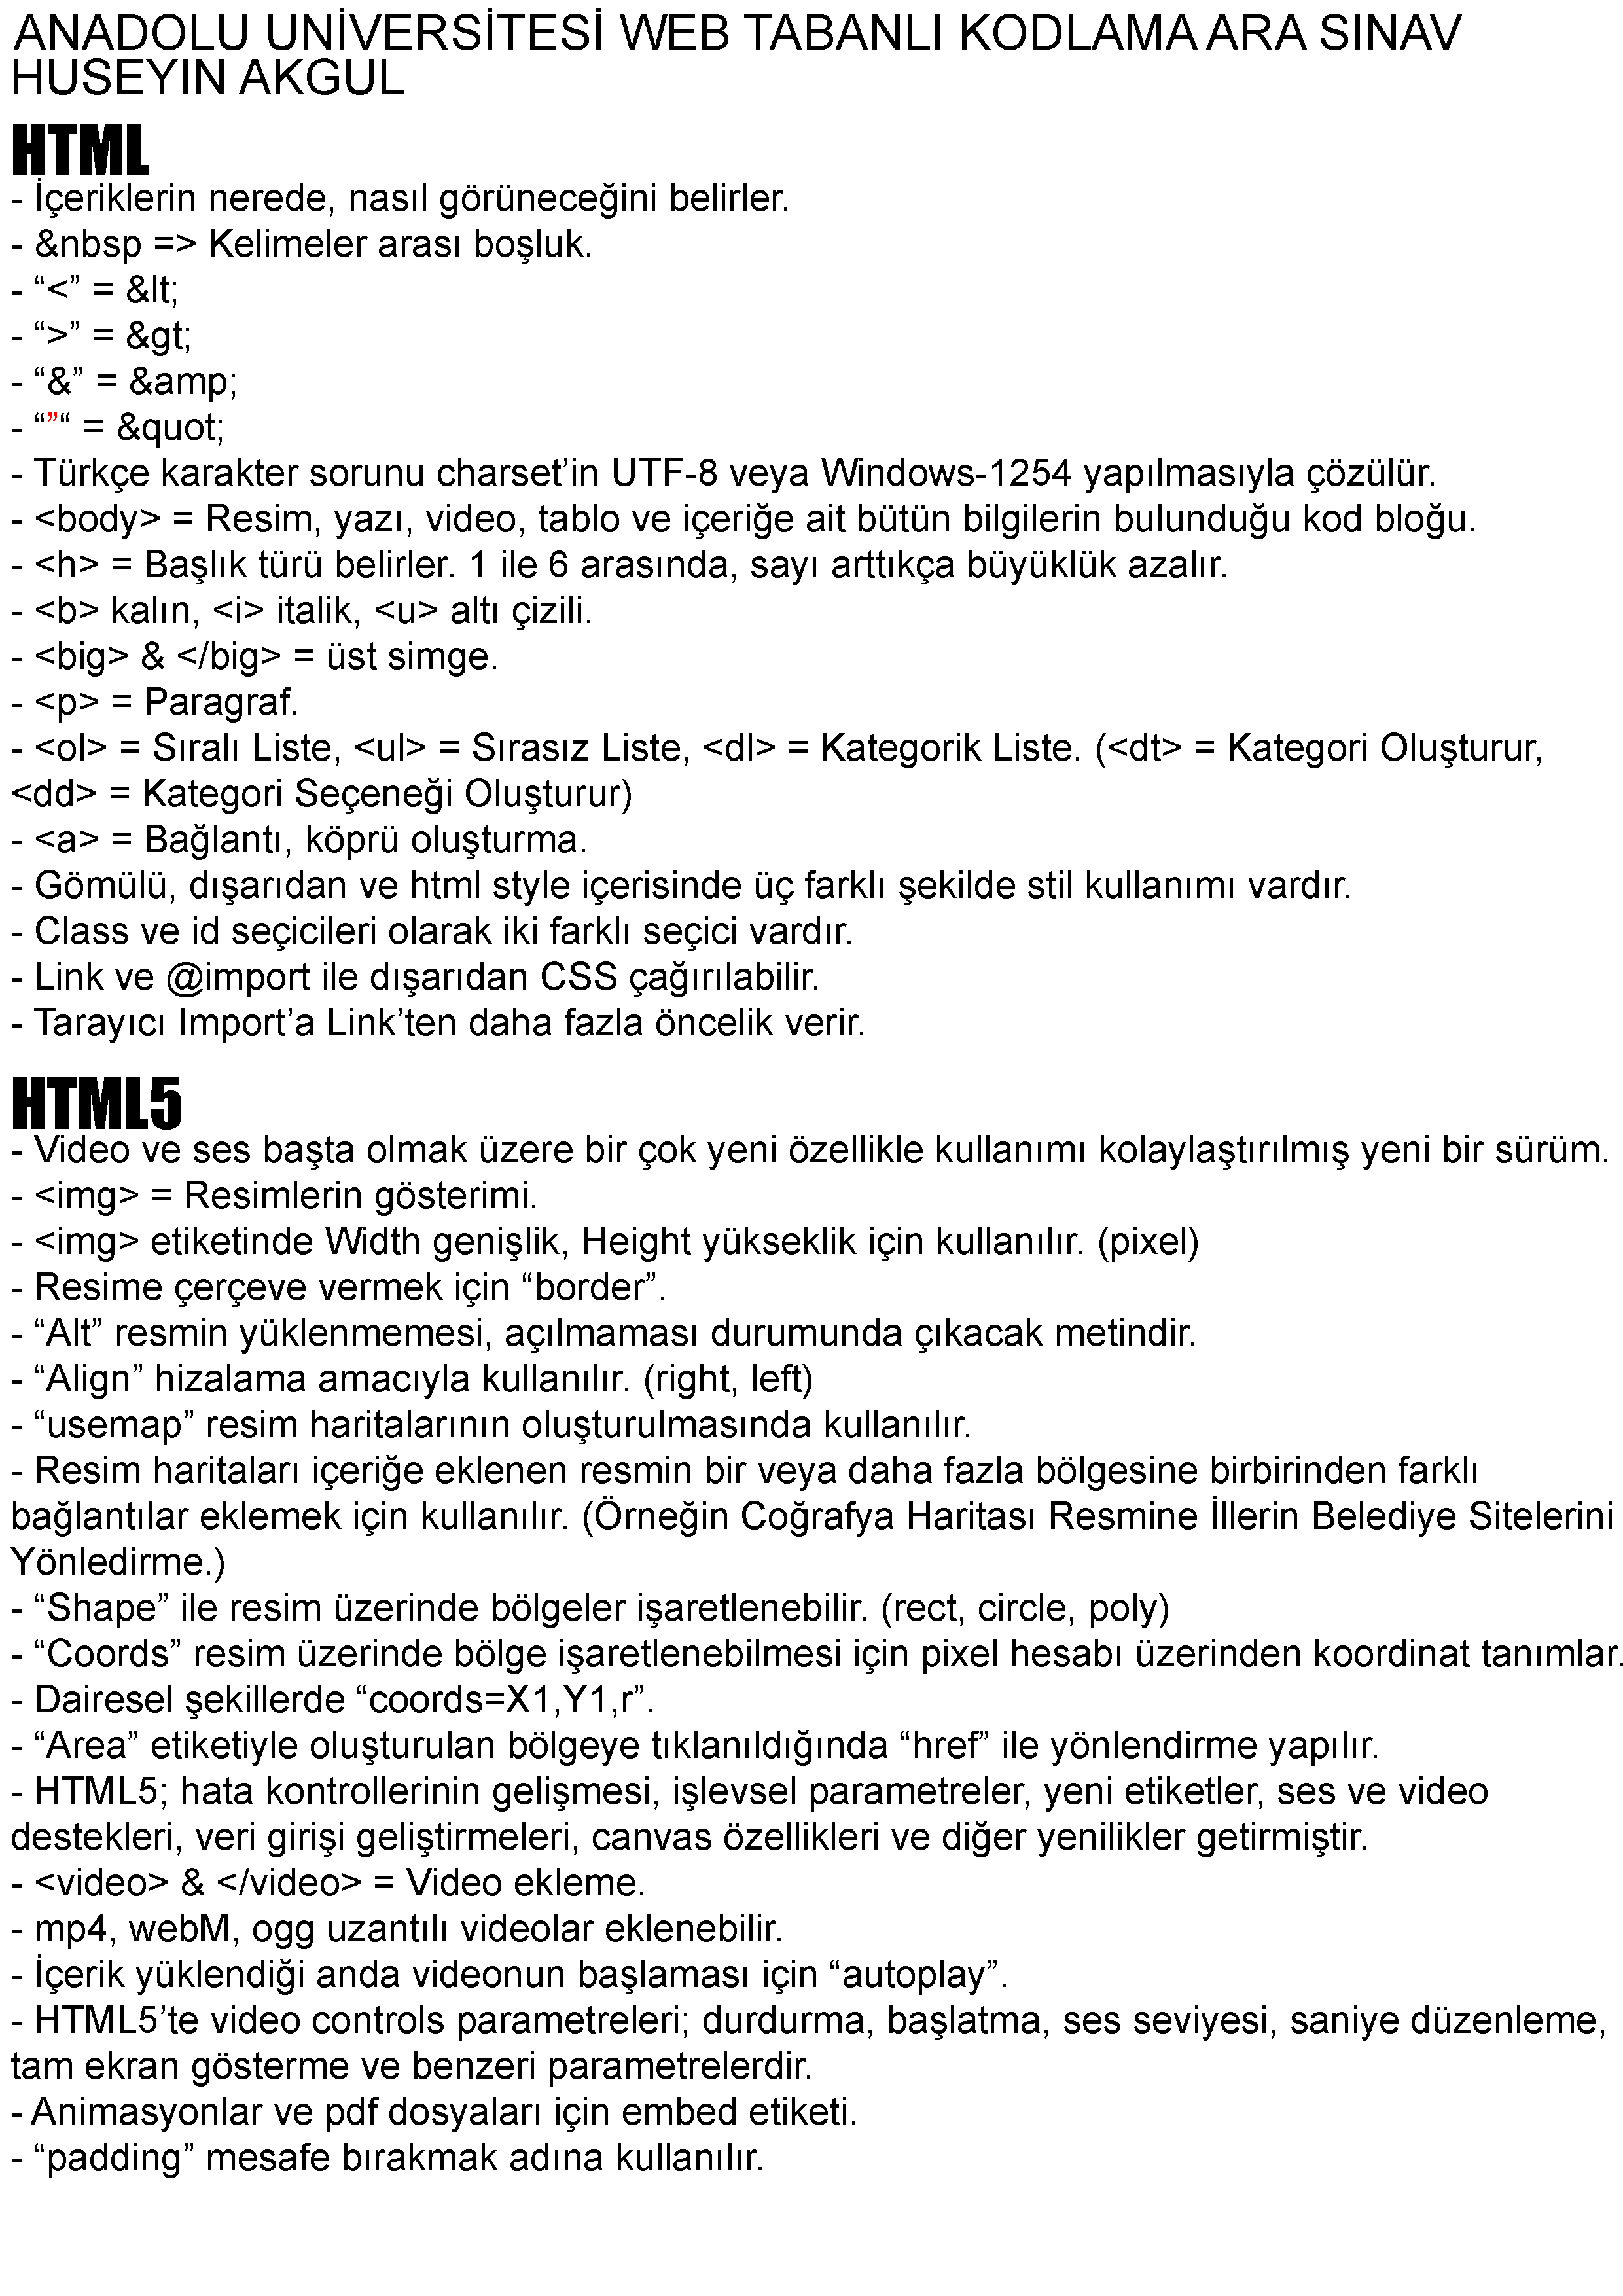 ANADOLU UNİVERSİTESİ WEB TABANLI KODLAMA ARA SINAV
HUSEYIN AKGUL
HTML
- İçeriklerin nerede, nasıl görüneceğini belirler.
- &nbsp => Kelimeler arası boşluk.
- “<” = &lt;
- “>” = &gt;
- “&” = &amp;
- “”“ = &quot;
- Türkçe karakter sorunu charset’in UTF-8 veya Windows-1254 yapılmasıyla çözülür.
- <body> = Resim, yazı, video, tablo ve içeriğe ait bütün bilgilerin bulunduğu kod bloğu.
- <h> = Başlık türü belirler. 1 ile 6 arasında, sayı arttıkça büyüklük azalır.
- <b> kalın, <i> italik, <u> altı çizili.
- <big> & </big> = üst simge.
- <p> = Paragraf.
- <ol> = Sıralı Liste, <ul> = Sırasız Liste, <dl> = Kategorik Liste. (<dt> = Kategori Oluşturur,
<dd> = Kategori Seçeneği Oluşturur)
- <a> = Bağlantı, köprü oluşturma.
- Gömülü, dışarıdan ve html style içerisinde üç farklı şekilde stil kullanımı vardır.
- Class ve id seçicileri olarak iki farklı seçici vardır.
- Link ve @import ile dışarıdan CSS çağırılabilir.
- Tarayıcı Import’a Link’ten daha fazla öncelik verir.
HTML5
- Video ve ses başta olmak üzere bir çok yeni özellikle kullanımı kolaylaştırılmış yeni bir sürüm.
- <img> = Resimlerin gösterimi.
- <img> etiketinde Width genişlik, Height yükseklik için kullanılır. (pixel)
- Resime çerçeve vermek için “border”.
- “Alt” resmin yüklenmemesi, açılmaması durumunda çıkacak metindir.
- “Align” hizalama amacıyla kullanılır. (right, left)
- “usemap” resim haritalarının oluşturulmasında kullanılır.
- Resim haritaları içeriğe eklenen resmin bir veya daha fazla bölgesine birbirinden farklı
bağlantılar eklemek için kullanılır. (Örneğin Coğrafya Haritası Resmine İllerin Belediye Sitelerini
Yönledirme.)
- “Shape” ile resim üzerinde bölgeler işaretlenebilir. (rect, circle, poly)
- “Coords” resim üzerinde bölge işaretlenebilmesi için pixel hesabı üzerinden koordinat tanımlar.
- Dairesel şekillerde “coords=X1,Y1,r”.
- “Area” etiketiyle oluşturulan bölgeye tıklanıldığında “href” ile yönlendirme yapılır.
- HTML5; hata kontrollerinin gelişmesi, işlevsel parametreler, yeni etiketler, ses ve video
destekleri, veri girişi geliştirmeleri, canvas özellikleri ve diğer yenilikler getirmiştir.
- <video> & </video> = Video ekleme.
- mp4, webM, ogg uzantılı videolar eklenebilir.
- İçerik yüklendiği anda videonun başlaması için “autoplay”.
- HTML5’te video controls parametreleri; durdurma, başlatma, ses seviyesi, saniye düzenleme,
tam ekran gösterme ve benzeri parametrelerdir.
- Animasyonlar ve pdf dosyaları için embed etiketi.
- “padding” mesafe bırakmak adına kullanılır.